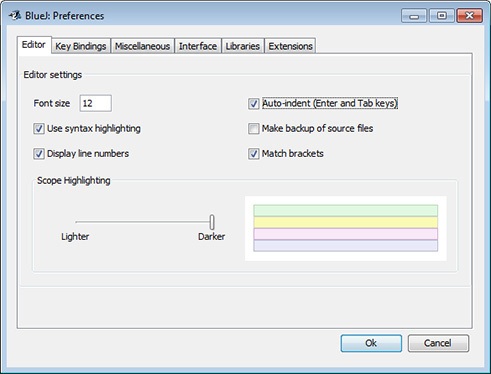 BlueJ: Preferences
Editor Key Bindings Miscellaneous Interface Libraries Extensions
Editor settings
Font size 12 Auto-indent (Enter and Tab keys)
Use syntax highlighting Make backup of source files
Display line numbers Match brackets
Scope Highlighting
Lighter Darker
Ok Cancel